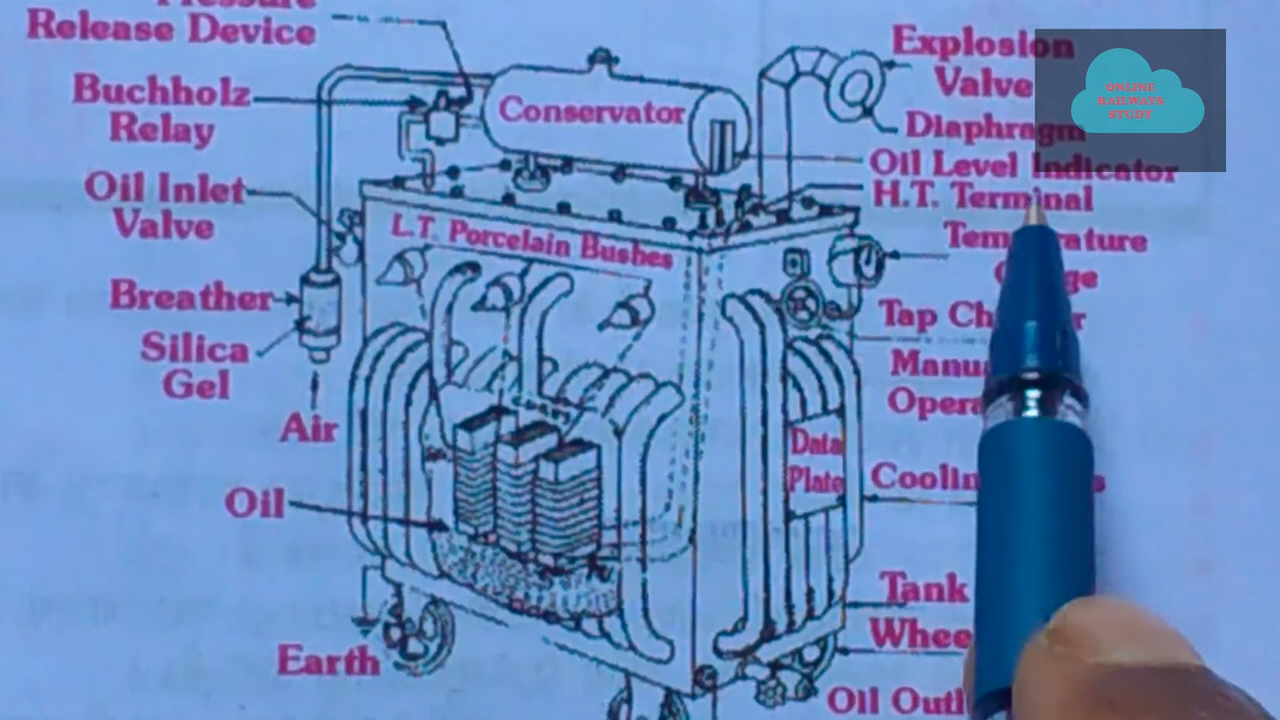 Release Device
Buchholz
Relay
Oil Inlet
Valve
Breather
Silica
Gel
Air
Oil
Earth
Conservator
L.T. Porcelain Bushes
Data
Plate
Explosion
Valve
Diaphragm
Oil Level Indicator
H.T. Terminal
Tap
Tank
Oil
ONLINE
RAILWAYS
STUDY